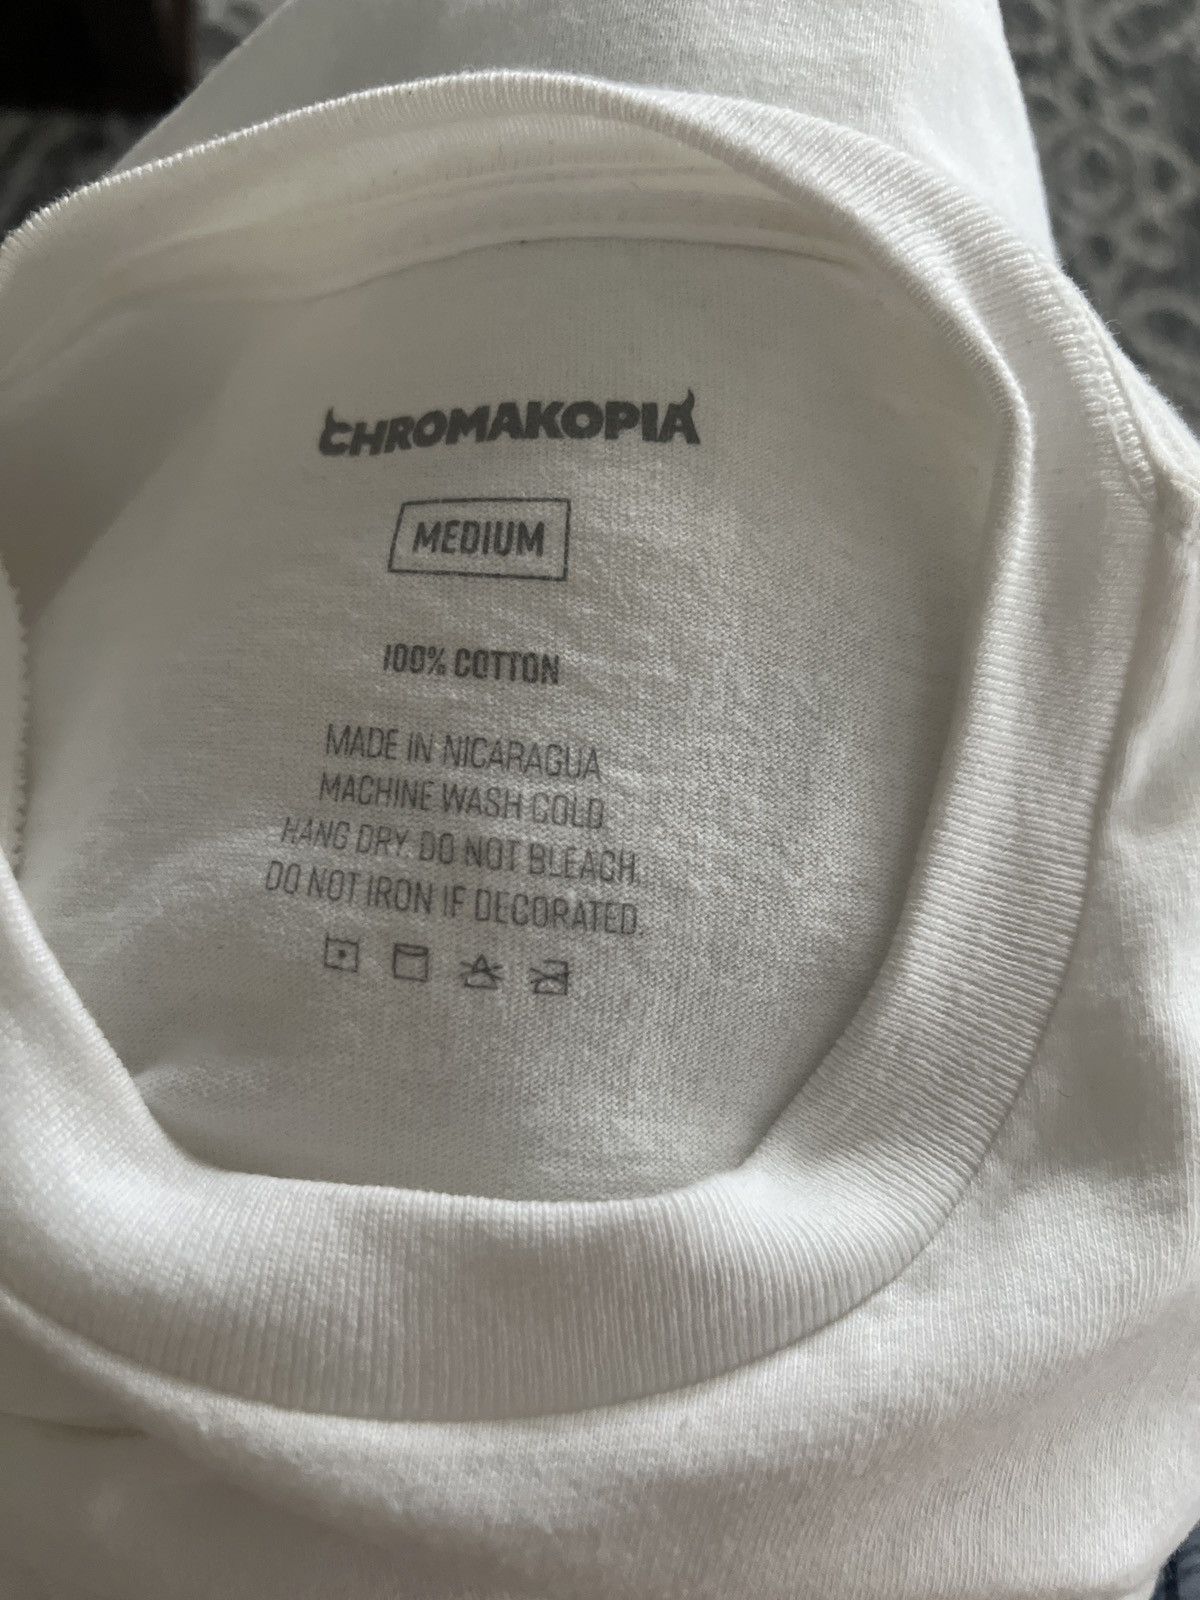 CHROMAKOPIA
MEDIUM
100% COTTON
MADE IN NICARAGUA
MACHINE WASH COLD
HANG DRY. DO NOT BLEACH.
DO NOT IRON IF DECORATED.